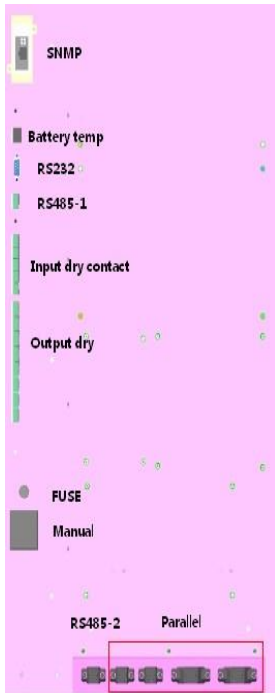 SNMP
Battery temp
RS232
RS485-1
Input dry contact
Output dry
FUSE
Manual
RS485-2 Parallel